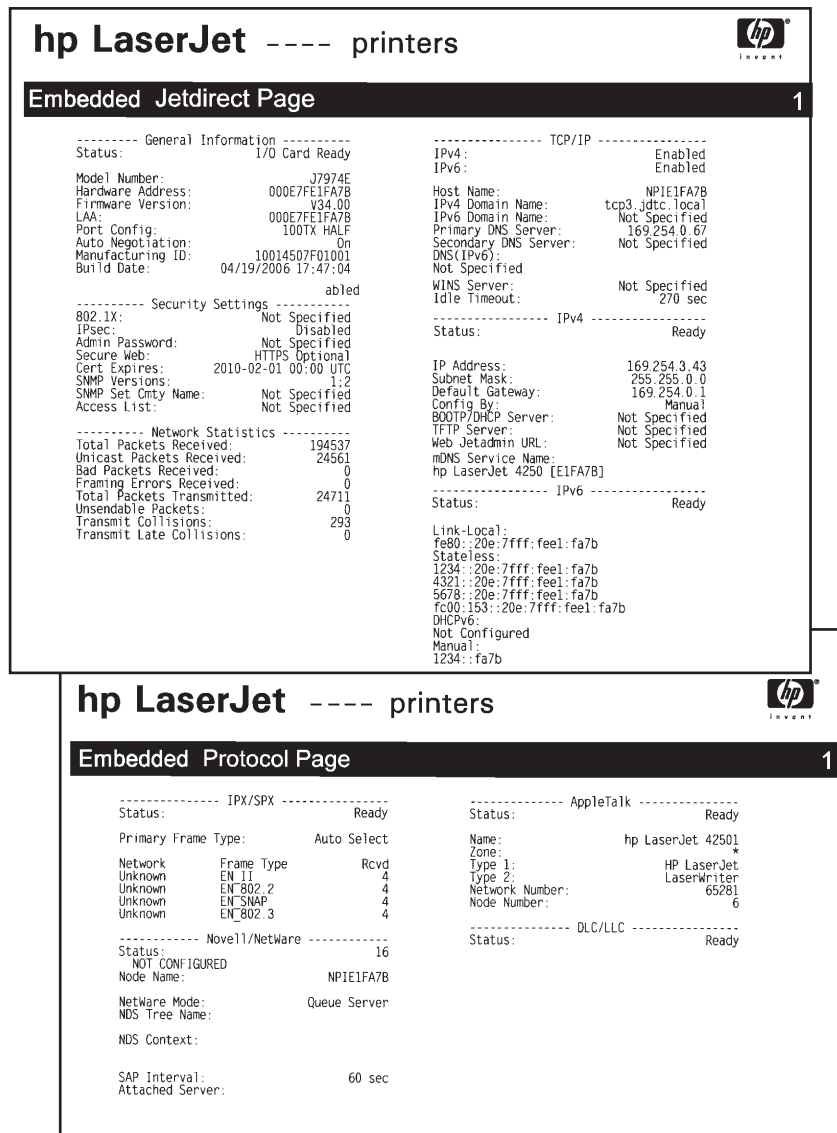 hp LaserJet ---- printers
hp
invent
Embedded Jetdirect Page 1
--------- General Information ----------
Status: I/O Card Ready
Model Number: J7974E
Hardware Address: 000E7FE1FA7B
Firmware Version: V34.00
LAA: 000E7FE1FA7B
Port Config: 100TX HALF
Auto Negotiation: On
Manufacturing ID: 10014507F01001
Build Date: 04/19/2006 17:47:04
abled
---------- Security Settings -----------
802.1X: Not Specified
IPsec: Disabled
Admin Password: Not Specified
Secure Web: HTTPS Optional
Cert Expires: 2010-02-01 00:00 UTC
SNMP Versions: 1;2
SNMP Set Cmty Name: Not Specified
Access List: Not Specified
---------- Network Statistics ----------
Total Packets Received: 194537
Unicast Packets Received: 24561
Bad Packets Received: 0
Framing Errors Received: 0
Total Packets Transmitted: 24711
Unsendable Packets: 0
Transmit Collisions: 293
Transmit Late Collisions: 0
---------------- TCP/IP ----------------
IPv4: Enabled
IPv6: Enabled
Host Name: NPIE1FA7B
IPv4 Domain Name: tcp3.jdtc.local
IPv6 Domain Name: Not Specified
Primary DNS Server: 169.254.0.67
Secondary DNS Server: Not Specified
DNS(IPv6):
Not Specified
WINS Server: Not Specified
Idle Timeout: 270 sec
----------------- IPv4 -----------------
Status: Ready
IP Address: 169.254.3.43
Subnet Mask: 255.255.0.0
Default Gateway: 169.254.0.1
Config By: Manual
BOOTP/DHCP Server: Not Specified
TFTP Server: Not Specified
Web Jetadmin URL: Not Specified
mDNS Service Name:
hp LaserJet 4250 [E1FA7B]
----------------- IPv6 -----------------
Status: Ready
Link-Local:
fe80::20e:7fff:fee1:fa7b
Stateless:
1234::20e:7fff:fee1:fa7b
4321::20e:7fff:fee1:fa7b
5678::20e:7fff:fee1:fa7b
fc00:153::20e:7fff:fee1:fa7b
DHCPv6:
Not Configured
Manual:
1234::fa7b
hp LaserJet ---- printers
hp
invent
Embedded Protocol Page 1
--------------- IPX/SPX ----------------
Status: Ready
Primary Frame Type: Auto Select
Network Frame Type Rcvd
Unknown EN_II 4
Unknown EN_802.2 4
Unknown EN_SNAP 4
Unknown EN_802.3 4
------------ Novell/NetWare ------------
Status: 16
NOT CONFIGURED
Node Name: NPIE1FA7B
NetWare Mode: Queue Server
NDS Tree Name:
NDS Context:
SAP Interval: 60 sec
Attached Server:
-------------- AppleTalk ---------------
Status: Ready
Name: hp LaserJet 42501
Zone: *
Type 1: HP LaserJet
Type 2: LaserWriter
Network Number: 65281
Node Number: 6
---------------- DLC/LLC ----------------
Status: Ready